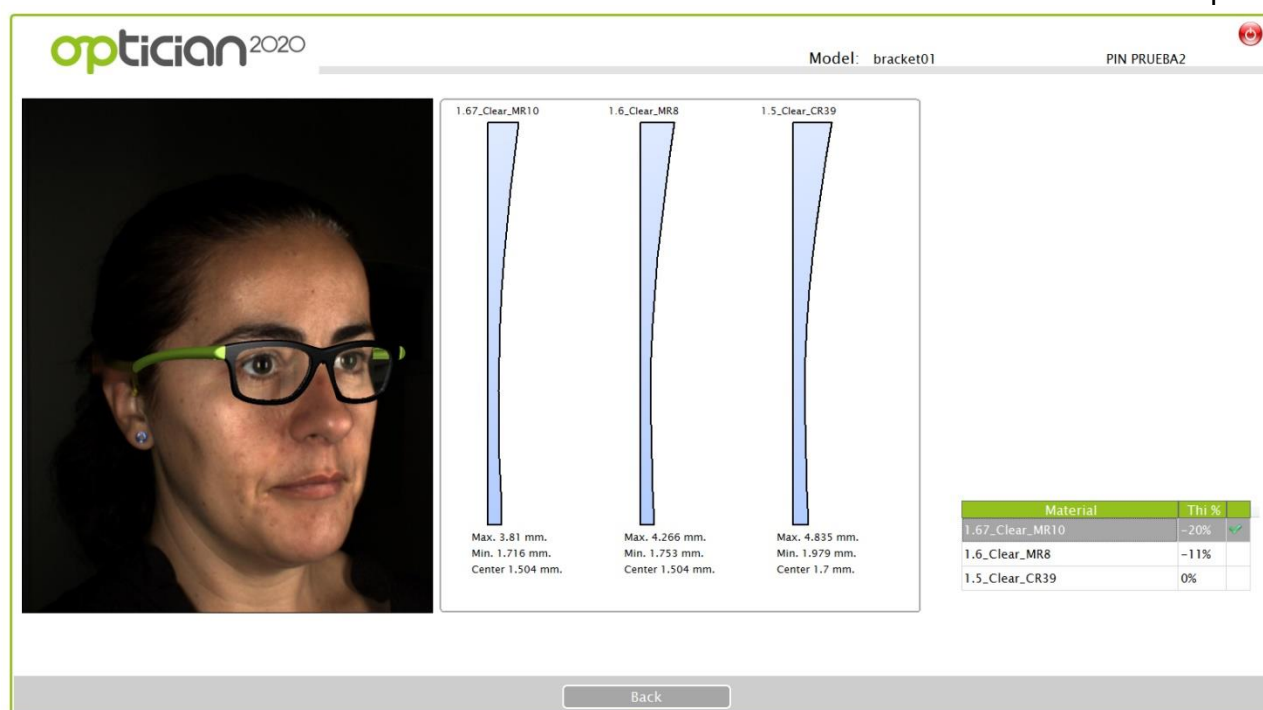 optician2020
Model: bracket01 PIN PRUEBA2
1.67_Clear_MR10 1.6_Clear_MR8 1.5_Clear_CR39
Max. 3.81 mm. Max. 4.266 mm. Max. 4.835 mm.
Min. 1.716 mm. Min. 1.753 mm. Min. 1.979 mm.
Center 1.504 mm. Center 1.504 mm. Center 1.7 mm.
Material Thi %
1.67_Clear_MR10 -20%
1.6_Clear_MR8 -11%
1.5_Clear_CR39 0%
Back